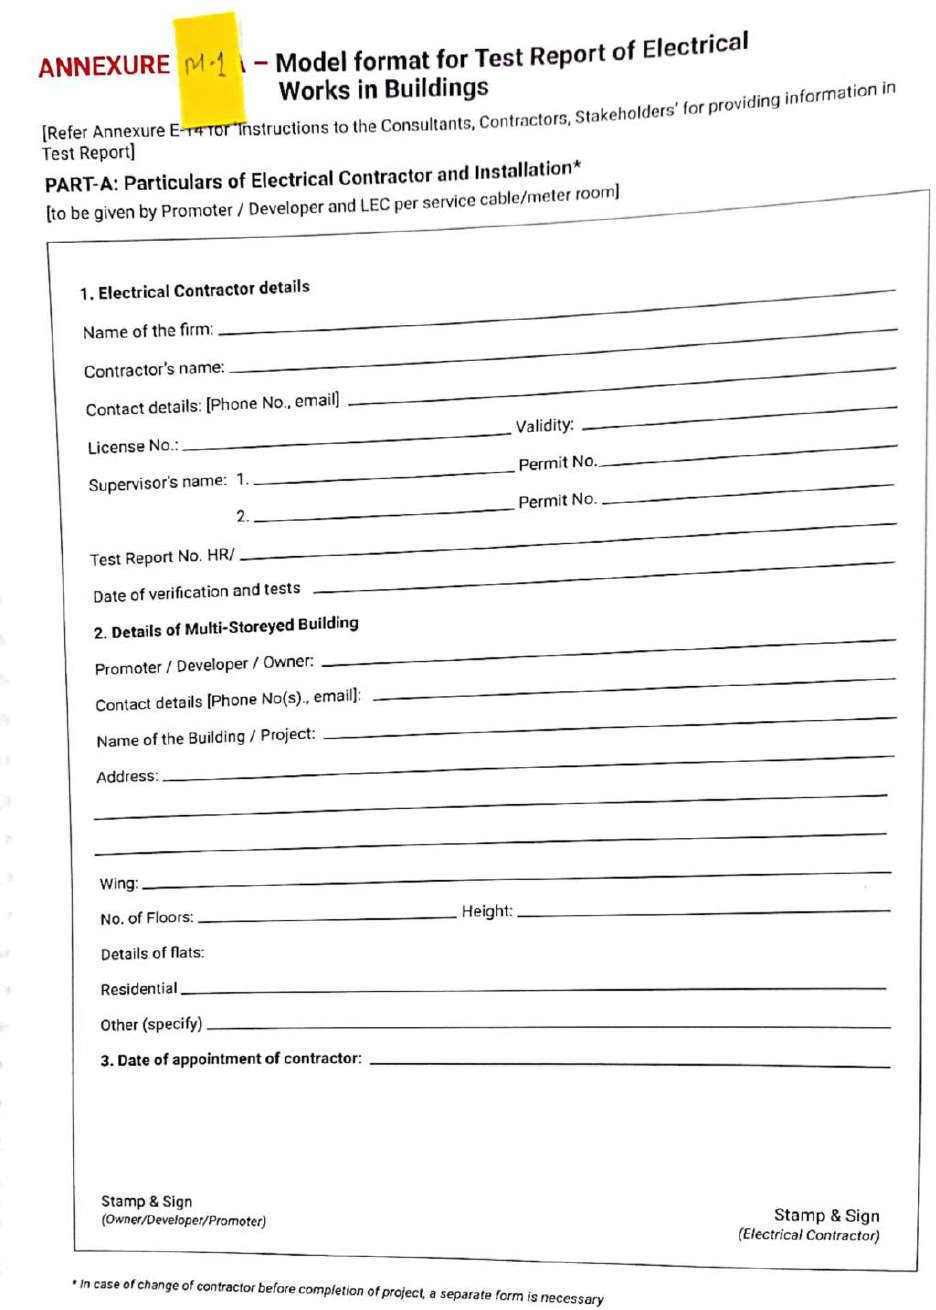 ANNEXURE M-1 – Model format for Test Report of Electrical
Works in Buildings
[Refer Annexure E-14 for 'Instructions to the Consultants, Contractors, Stakeholders' for providing information in
Test Report]
PART-A: Particulars of Electrical Contractor and Installation*
[to be given by Promoter / Developer and LEC per service cable/meter room]
1. Electrical Contractor details
Name of the firm:
Contractor's name:
Contact details: [Phone No., email]
License No.: Validity:
Supervisor's name: 1. Permit No.
2. Permit No.
Test Report No. HR/
Date of verification and tests
2. Details of Multi-Storeyed Building
Promoter / Developer / Owner:
Contact details [Phone No(s)., email]:
Name of the Building / Project:
Address:
Wing:
No. of Floors: Height:
Details of flats:
Residential
Other (specify)
3. Date of appointment of contractor:
Stamp & Sign
(Owner/Developer/Promoter)
Stamp & Sign
(Electrical Contractor)
* In case of change of contractor before completion of project, a separate form is necessary